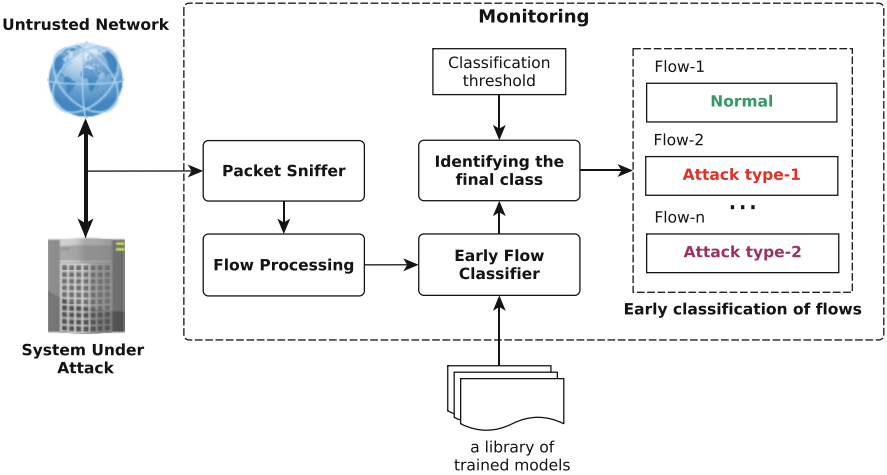 Monitoring
Untrusted Network
System Under
Attack
Packet Sniffer
Flow Processing
Classification
threshold
Identifying the
final class
Early Flow
Classifier
a library of
trained models
Flow-1
Normal
Flow-2
Attack type-1
...
Flow-n
Attack type-2
Early classification of flows